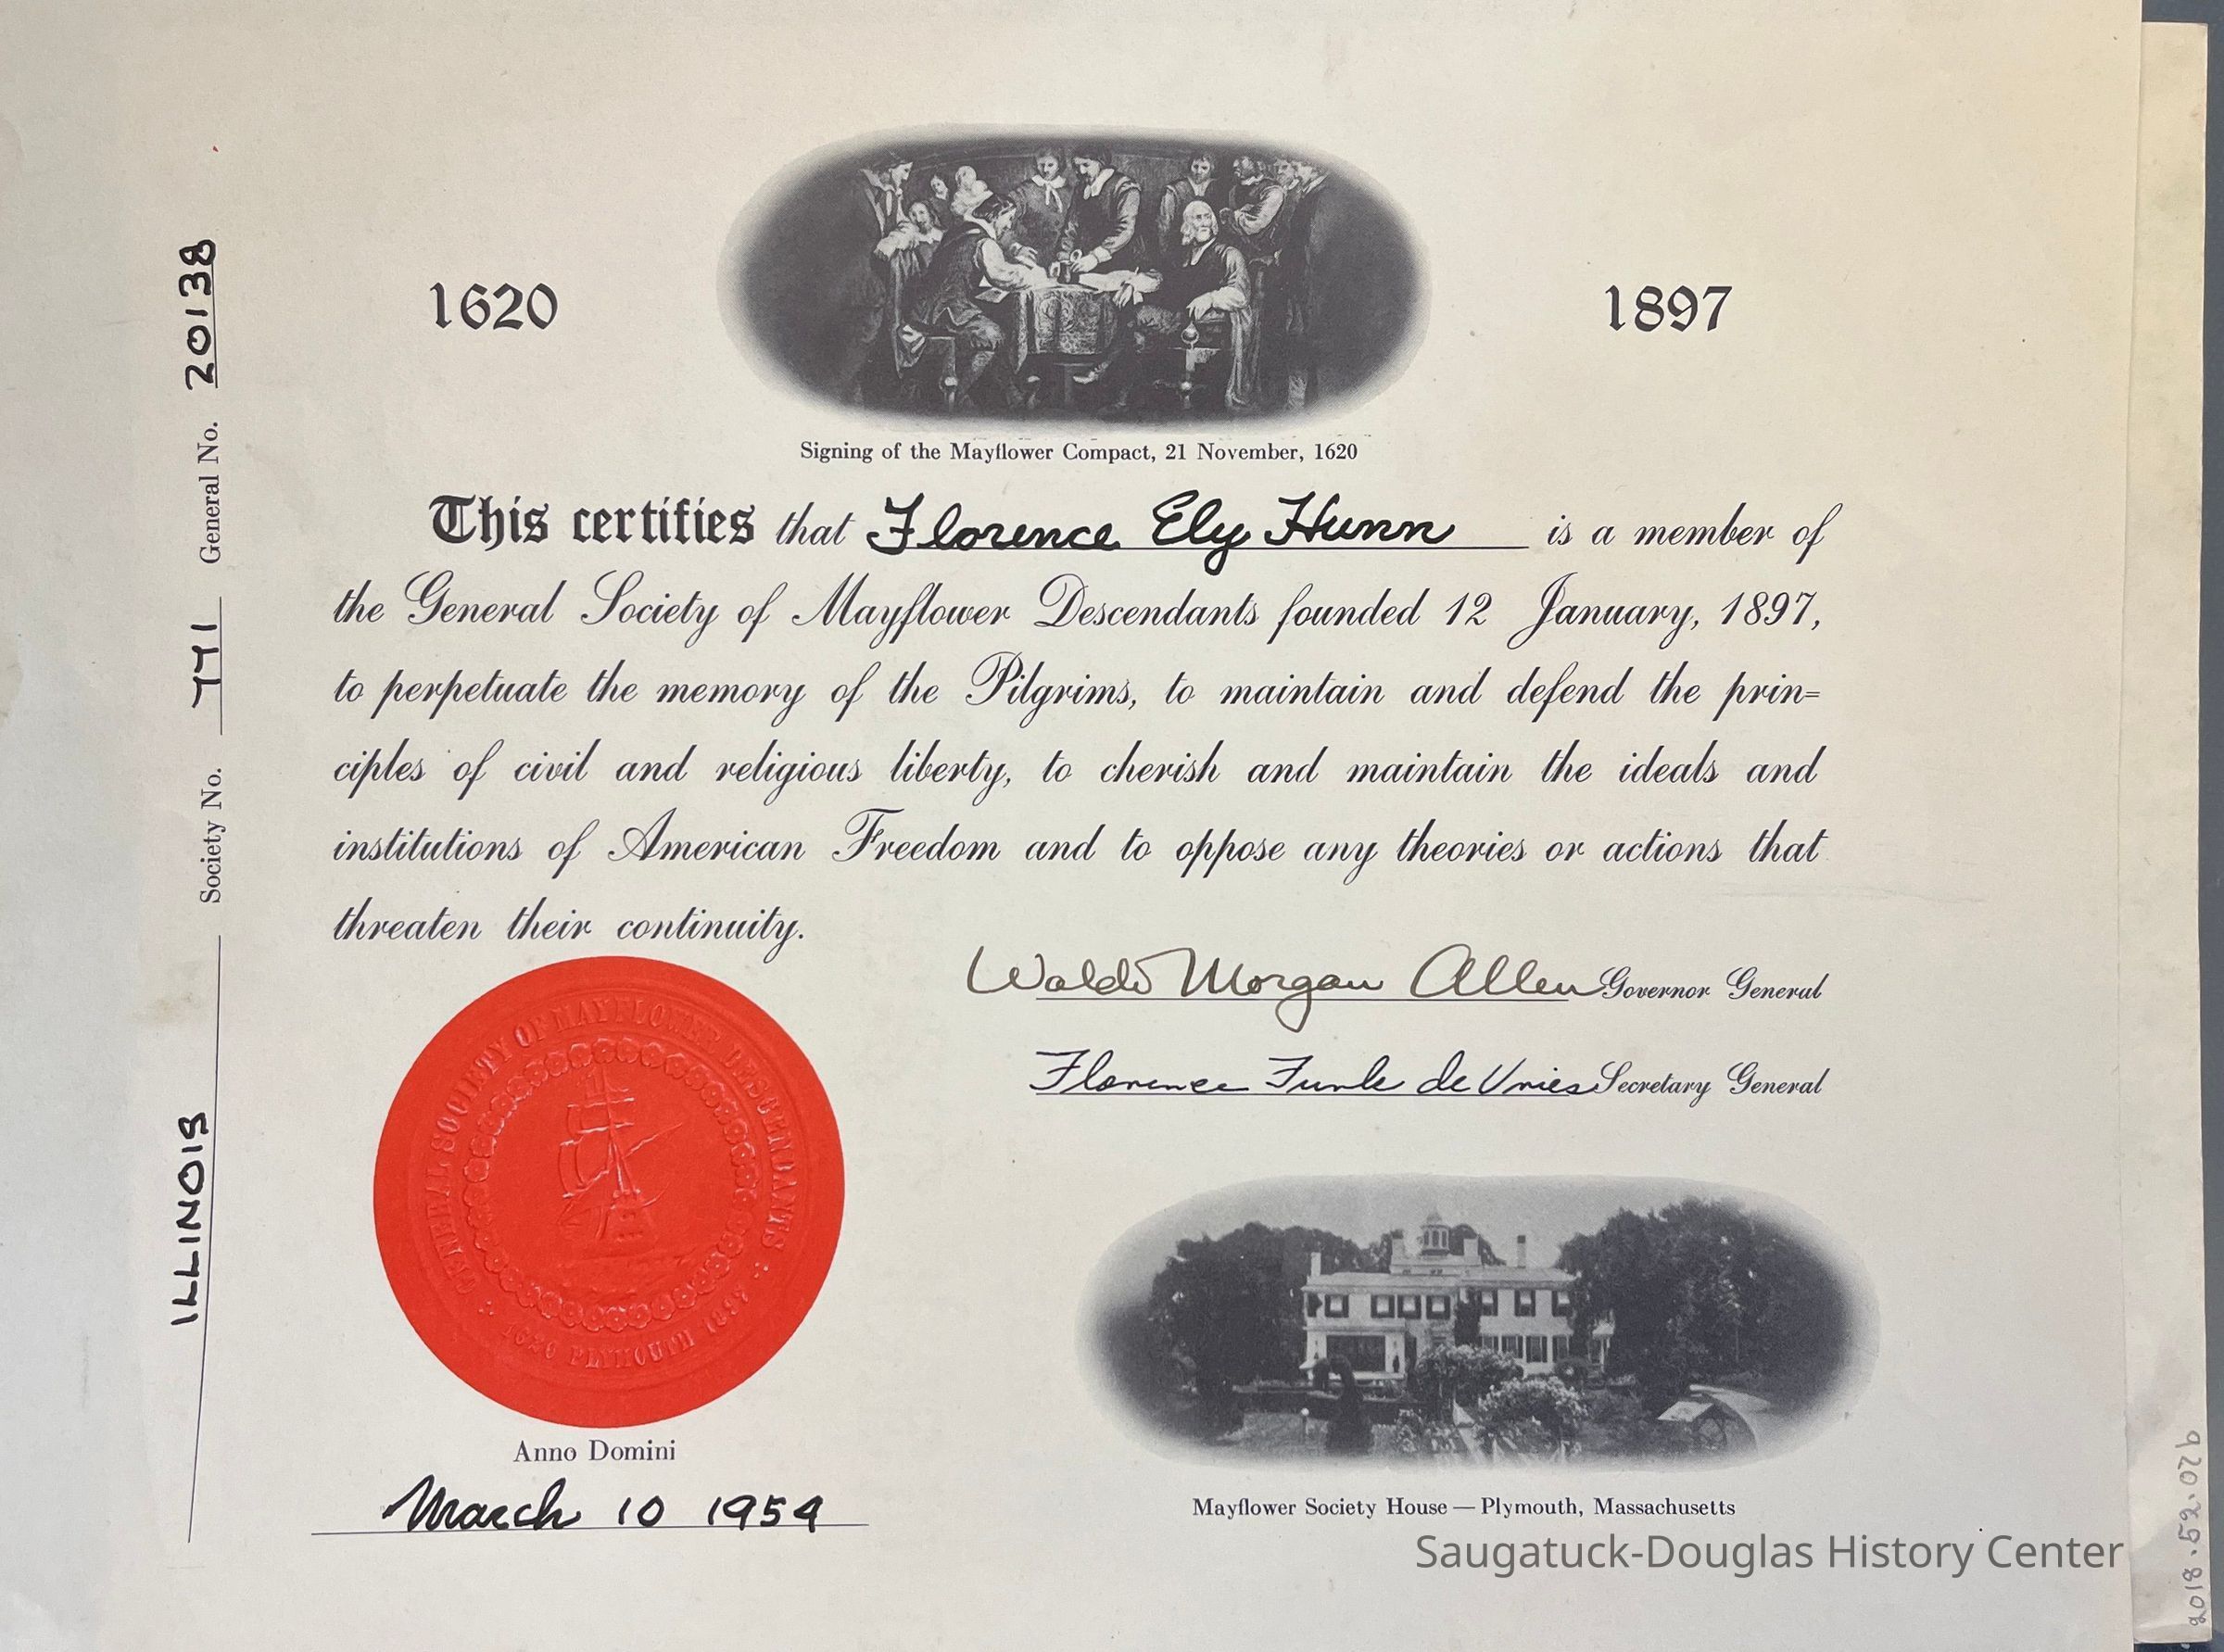 1620
1897
Signing of the Mayflower Compact, 21 November, 1620
This certifies that Florence Ely Hunn is a member of
the General Society of Mayflower Descendants founded 12 January, 1897,
to perpetuate the memory of the Pilgrims, to maintain and defend the prin=
ciples of civil and religious liberty, to cherish and maintain the ideals and
institutions of American Freedom and to oppose any theories or actions that
threaten their continuity.
Waldo Morgan Allen Governor General
Florence Funk de Vries Secretary General
GENERAL SOCIETY OF MAYFLOWER DESCENDANTS
1620 PLYMOUTH 1897
Anno Domini
March 10 1959
Mayflower Society House — Plymouth, Massachusetts
ILLINOIS Society No. 771 General No. 20138
Saugatuck-Douglas History Center
2018.52.026